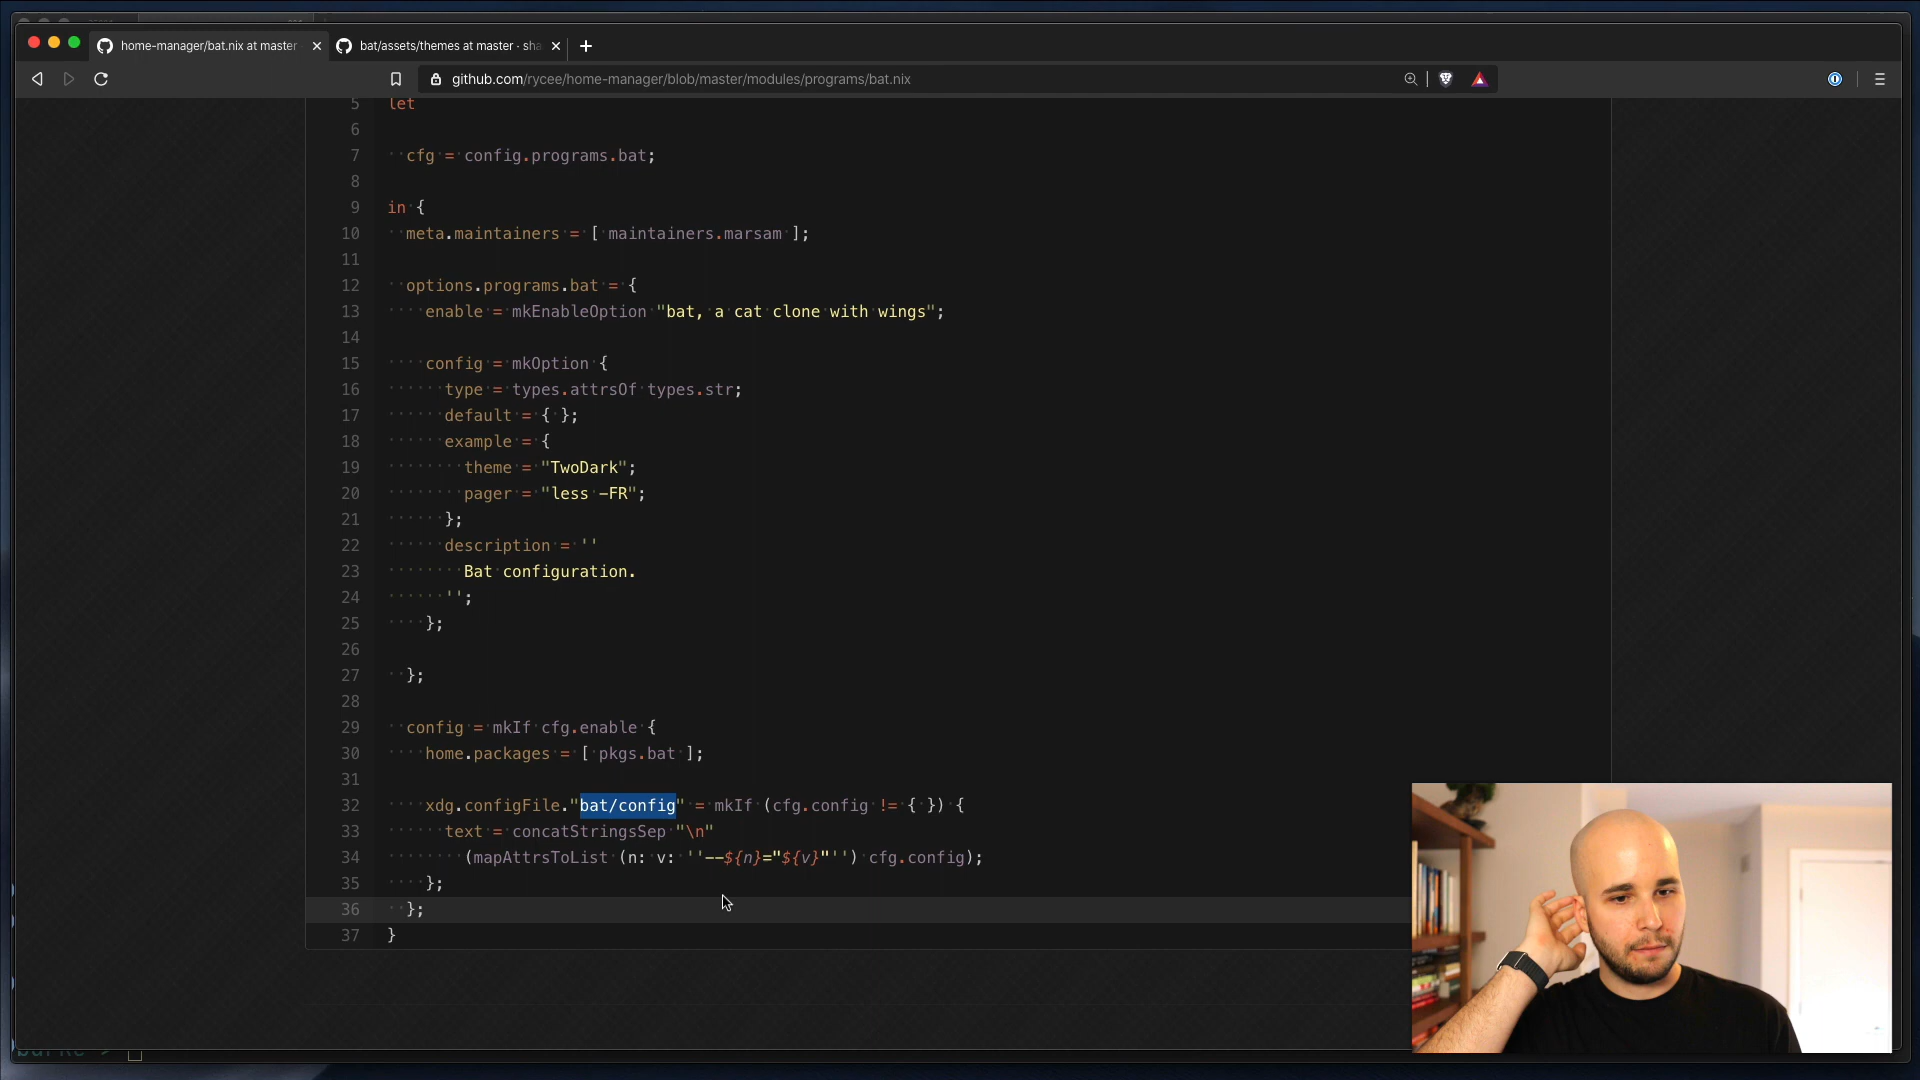 home-manager/bat.nix at master
bat/assets/themes at master · sha
github.com/rycee/home-manager/blob/master/modules/programs/bat.nix
5 let
6
7 ··cfg·=·config.programs.bat;
8
9 in·{
10 ··meta.maintainers·=·[·maintainers.marsam·];
11
12 ··options.programs.bat·=·{
13 ····enable·=·mkEnableOption·"bat,·a·cat·clone·with·wings";
14
15 ····config·=·mkOption·{
16 ······type·=·types.attrsOf·types.str;
17 ······default·=·{·};
18 ······example·=·{
19 ········theme·=·"TwoDark";
20 ········pager·=·"less·-FR";
21 ······};
22 ······description·=·''
23 ········Bat·configuration.
24 ······'';
25 ····};
26
27 ··};
28
29 ··config·=·mkIf·cfg.enable·{
30 ····home.packages·=·[·pkgs.bat·];
31
32 ····xdg.configFile."bat/config"·=·mkIf·(cfg.config·!=·{·})·{
33 ······text·=·concatStringsSep·"\n"
34 ········(mapAttrsToList·(n:·v:·''--${n}="${v}"'')·cfg.config);
35 ····};
36 ··};
37 }